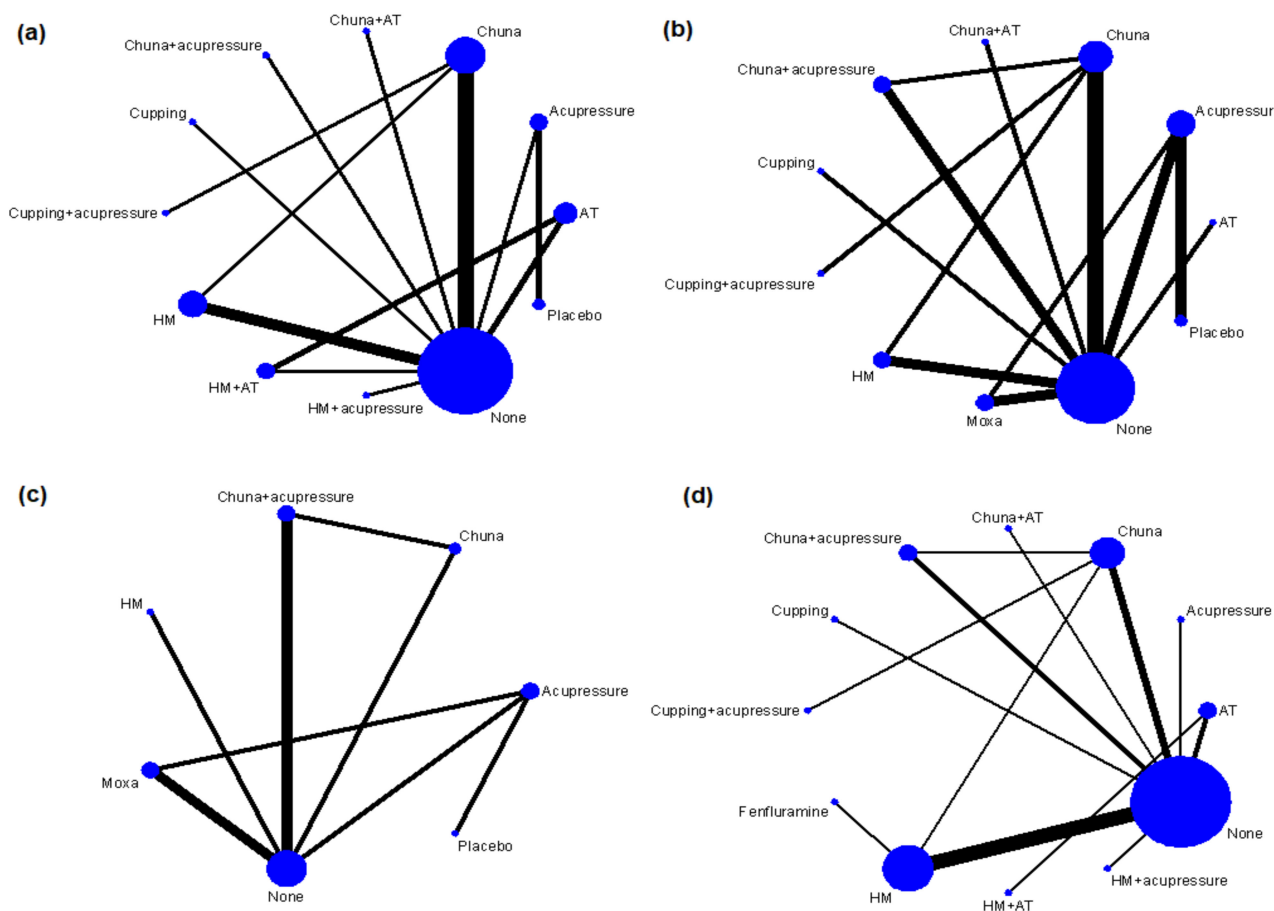 (a)
Chuna+AT
Chuna
Chuna+acupressure
Acupressure
Cupping
AT
Cupping+acupressure
Placebo
HM
HM+AT
HM+acupressure
None
(b)
Chuna+AT
Chuna
Chuna+acupressure
Acupressur
Cupping
AT
Cupping+acupressure
Placebo
HM
Moxa
None
(c)
Chuna+acupressure
Chuna
HM
Acupressure
Moxa
Placebo
None
(d)
Chuna+AT
Chuna
Chuna+acupressure
Cupping
Acupressure
Cupping+acupressure
AT
Fenfluramine
None
HM
HM+AT
HM+acupressure